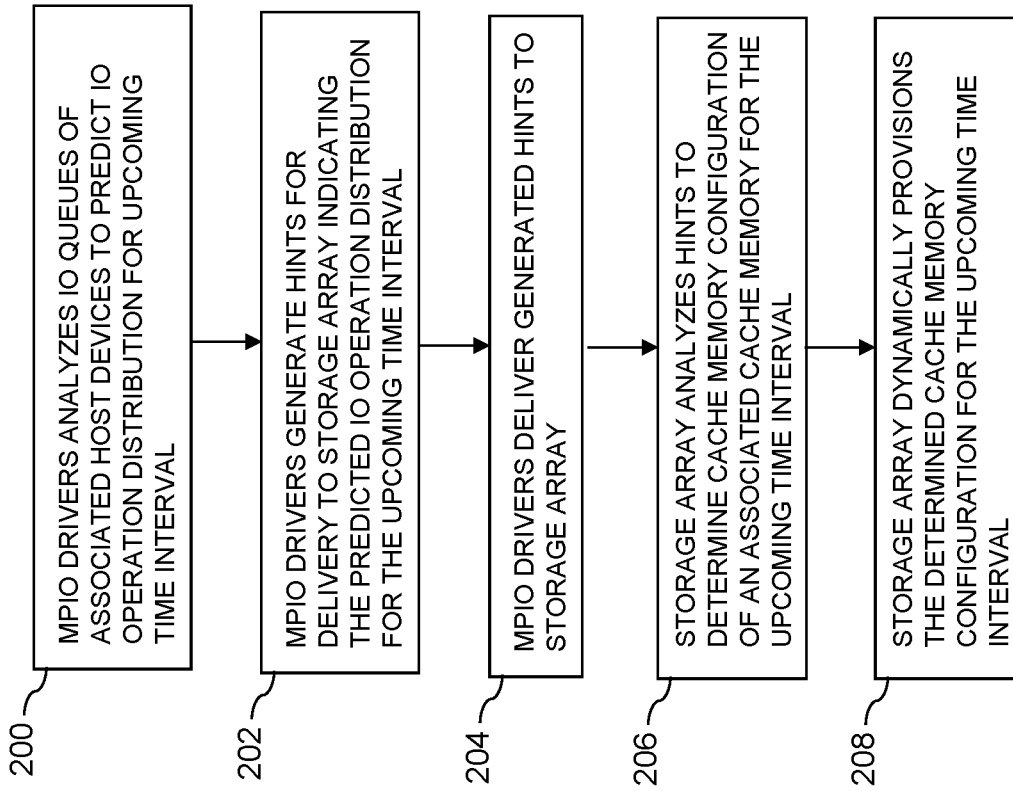 200
MPIO DRIVERS ANALYZES IO QUEUES OF
ASSOCIATED HOST DEVICES TO PREDICT IO
OPERATION DISTRIBUTION FOR UPCOMING
TIME INTERVAL
202
MPIO DRIVERS GENERATE HINTS FOR
DELIVERY TO STORAGE ARRAY INDICATING
THE PREDICTED IO OPERATION DISTRIBUTION
FOR THE UPCOMING TIME INTERVAL
204
MPIO DRIVERS DELIVER GENERATED HINTS TO
STORAGE ARRAY
206
STORAGE ARRAY ANALYZES HINTS TO
DETERMINE CACHE MEMORY CONFIGURATION
OF AN ASSOCIATED CACHE MEMORY FOR THE
UPCOMING TIME INTERVAL
208
STORAGE ARRAY DYNAMICALLY PROVISIONS
THE DETERMINED CACHE MEMORY
CONFIGURATION FOR THE UPCOMING TIME
INTERVAL